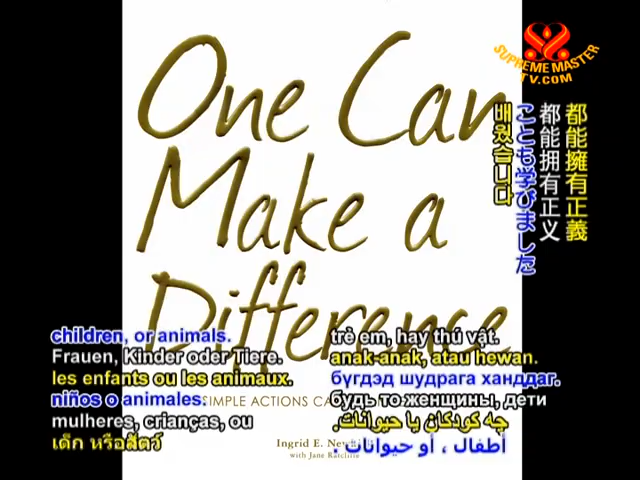 SUPREME MASTER
TV.COM
One Can
Make a
Difference
都能擁有正義
都能拥有正义
ことも学びました
배웠습니다
children, or animals.
Frauen, Kinder oder Tiere.
les enfants ou les animaux.
niños o animales.
mulheres, crianças, ou
เด็ก หรือสัตว์
trẻ em, hay thú vật.
anak-anak, atau hewan.
бүгдэд шудрага ханддаг.
будь то женщины, дети
چه کودکان یا حیوانات.
أطفال ، أو حيوانات .
SIMPLE ACTIONS
Ingrid E.
with Jane Ratcliffe